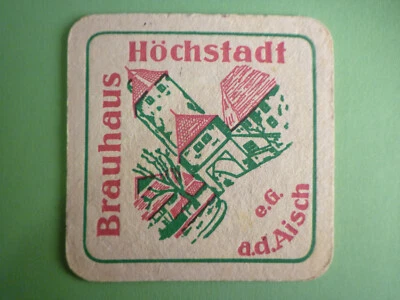 Brauhaus
Höchstadt
e.G.
a.d.Aisch